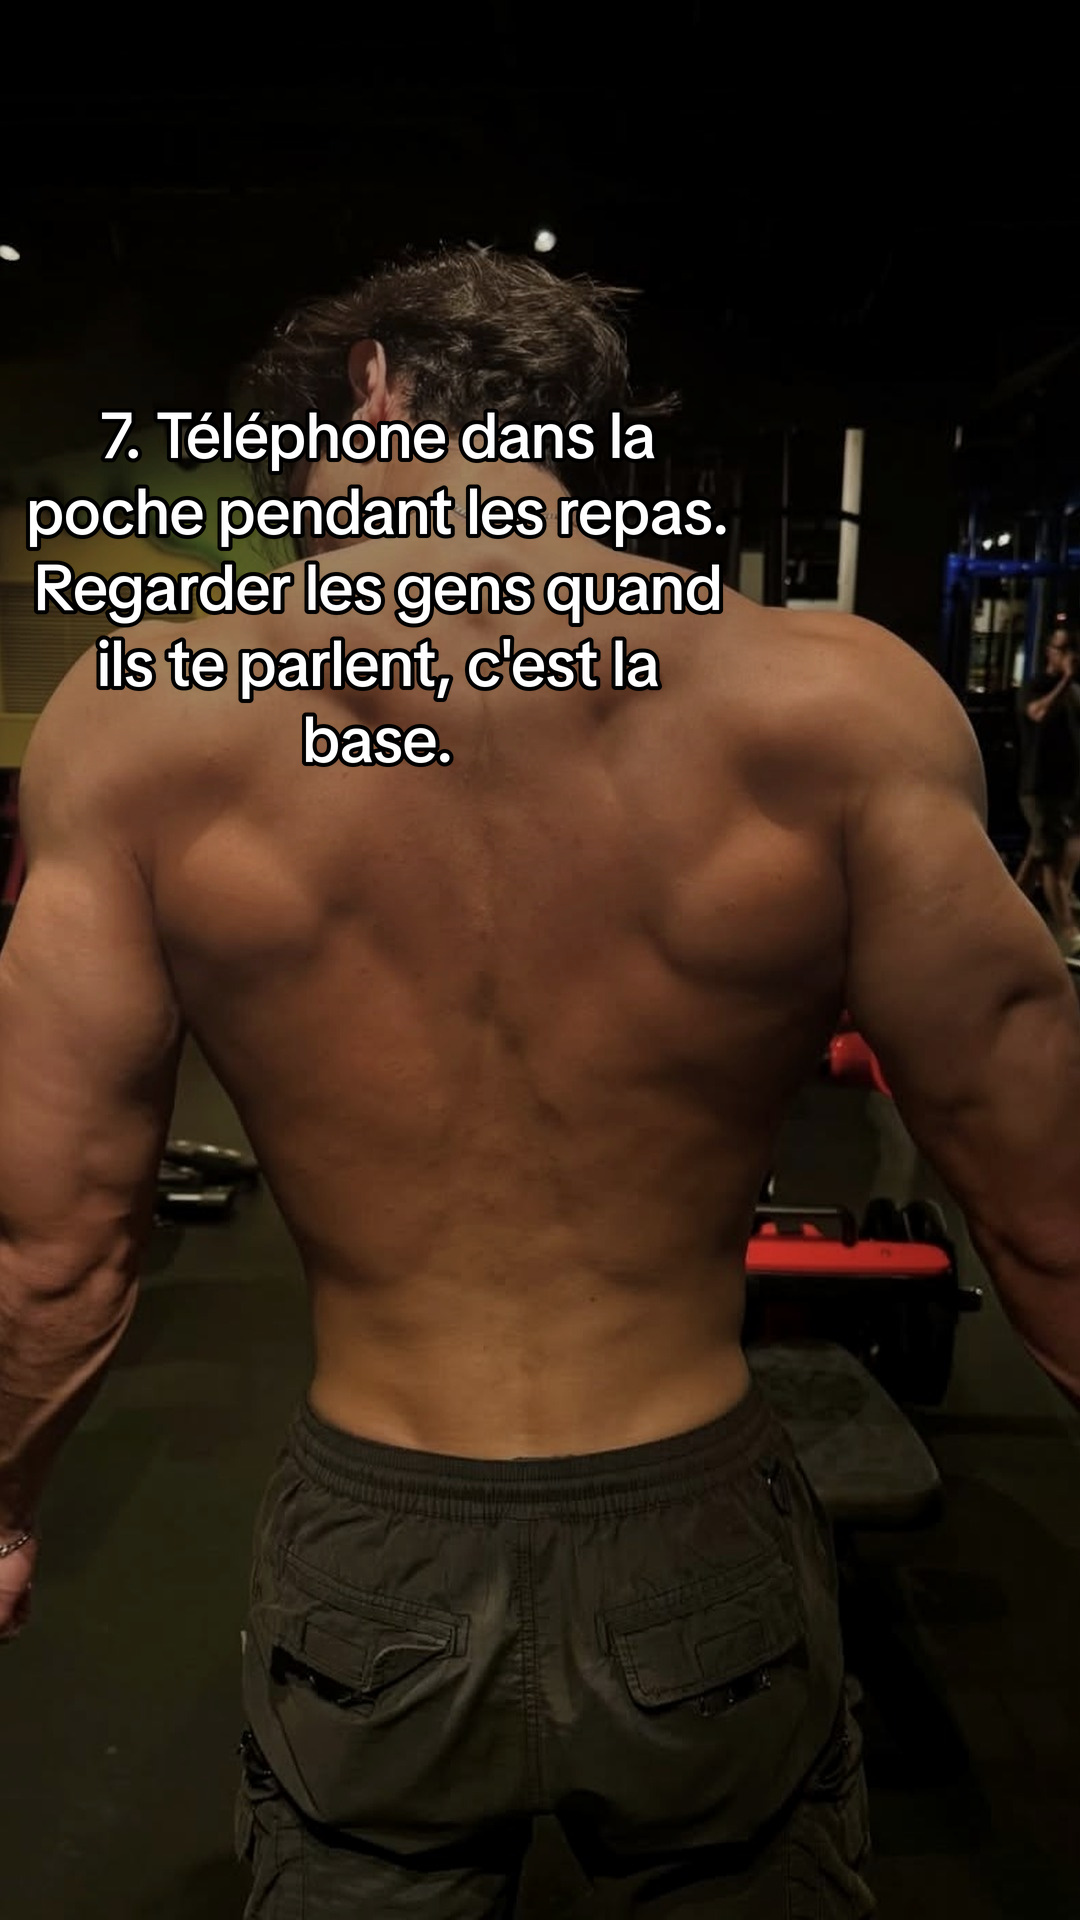 7. Téléphone dans la
poche pendant les repas.
Regarder les gens quand
ils te parlent, c'est la
base.